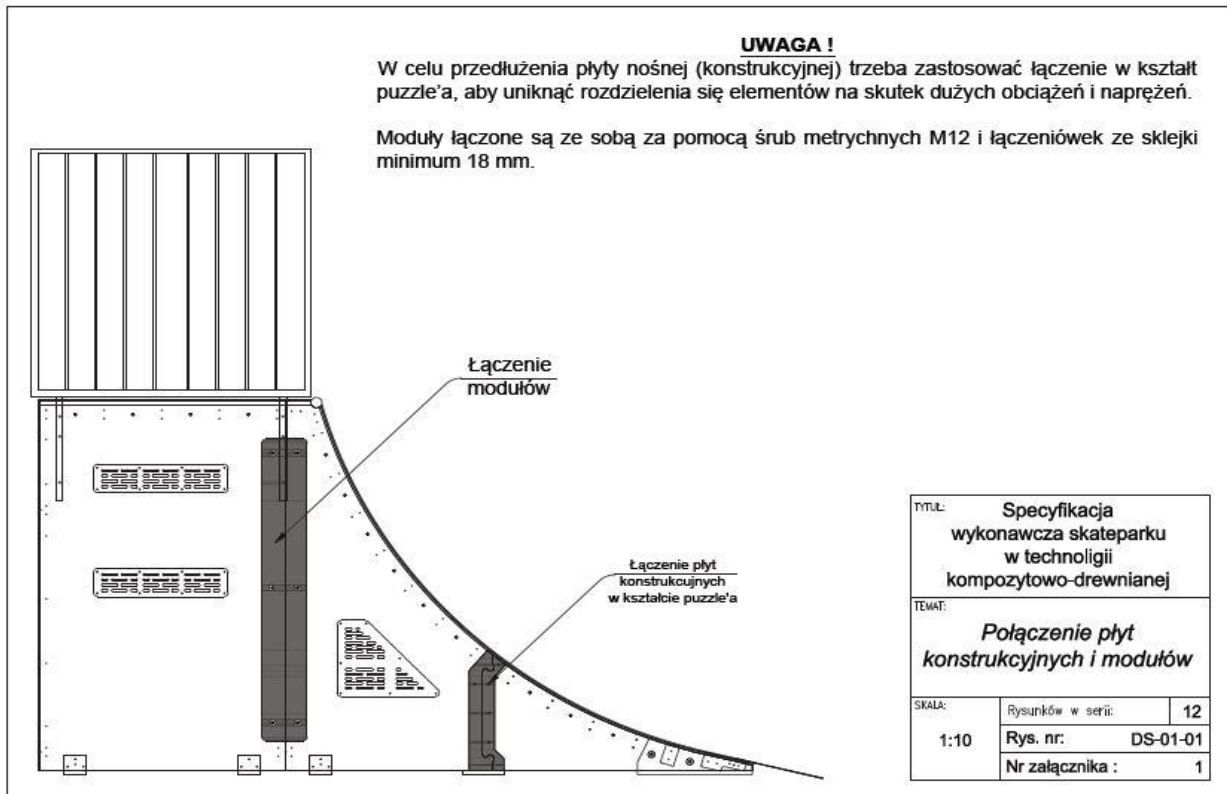 UWAGA !
W celu przedłużenia płyty nośnej (konstrukcyjnej) trzeba zastosować łączenie w kształt
puzzle'a, aby uniknąć rozdzielenia się elementów na skutek dużych obciążeń i naprężeń.
Moduły łączone są ze sobą za pomocą śrub metrychnych M12 i łączeniówek ze sklejki
minimum 18 mm.
Łączenie
modułów
Łączenie płyt
konstrukcujnych
w kształcie puzzle'a
TYTUŁ:
Specyfikacja
wykonawcza skateparku
w technoligii
kompozytowo-drewnianej
TEMAT:
Połączenie płyt
konstrukcyjnych i modułów
SKALA:
1:10
Rysunków w serii: 12
Rys. nr: DS-01-01
Nr załącznika : 1